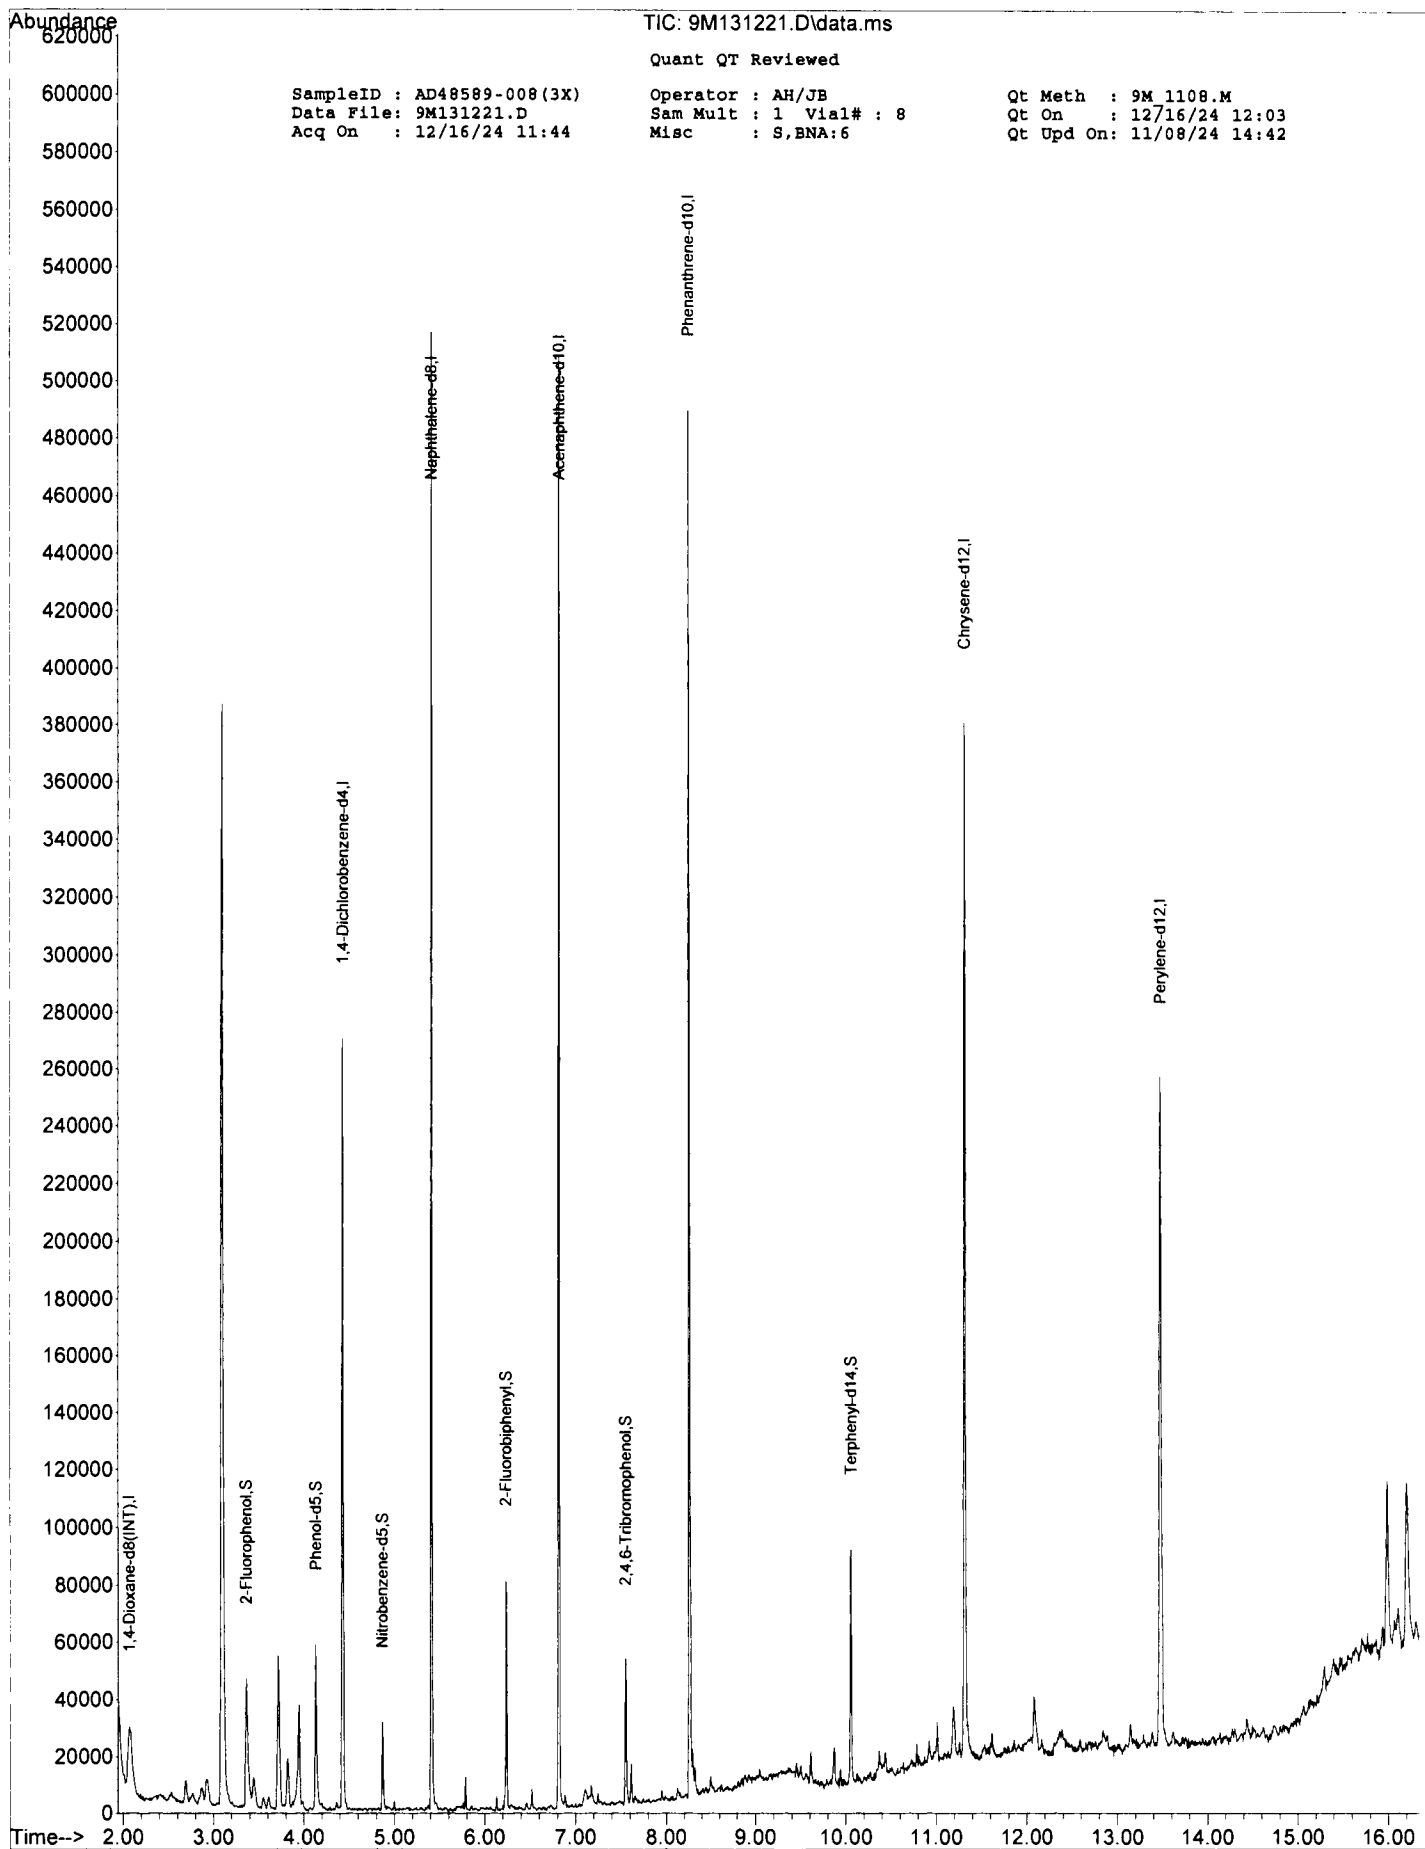 Abundance
TIC: 9M131221.D\data.ms
Quant QT Reviewed
SampleID : AD48589-008(3X) Operator : AH/JB Qt Meth : 9M_1108.M
Data File: 9M131221.D Sam Mult : 1 Vial# : 8 Qt On : 12/16/24 12:03
Acq On : 12/16/24 11:44 Misc : S,BNA:6 Qt Upd On: 11/08/24 14:42
620000
600000
580000
560000
540000
520000
500000
480000
460000
440000
420000
400000
380000
360000
340000
320000
300000
280000
260000
240000
220000
200000
180000
160000
140000
120000
100000
80000
60000
40000
20000
0
1,4-Dioxane-d8(INT),I
2-Fluorophenol,S
Phenol-d5,S
1,4-Dichlorobenzene-d4,I
Nitrobenzene-d5,S
Naphthalene-d8,I
2-Fluorobiphenyl,S
Acenaphthene-d10,I
2,4,6-Tribromophenol,S
Phenanthrene-d10,I
Terphenyl-d14,S
Chrysene-d12,I
Perylene-d12,I
Time--> 2.00 3.00 4.00 5.00 6.00 7.00 8.00 9.00 10.00 11.00 12.00 13.00 14.00 15.00 16.00